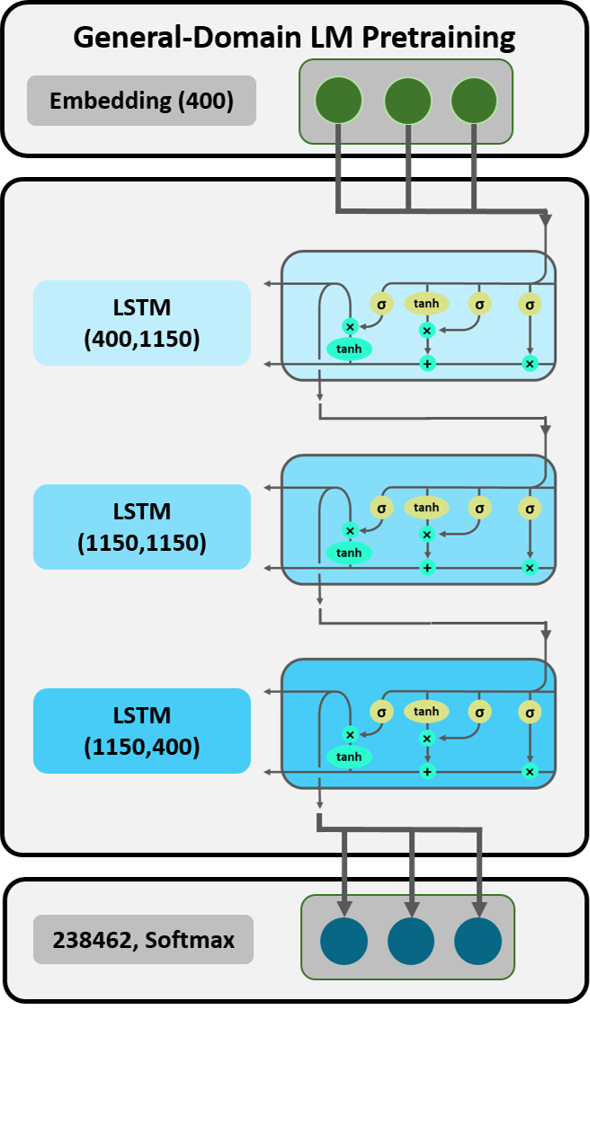 General-Domain LM Pretraining
Embedding (400)
LSTM
(400,1150)
σ tanh σ σ
× × tanh + ×
LSTM
(1150,1150)
σ tanh σ σ
× × tanh + ×
LSTM
(1150,400)
σ tanh σ σ
× × tanh + ×
238462, Softmax